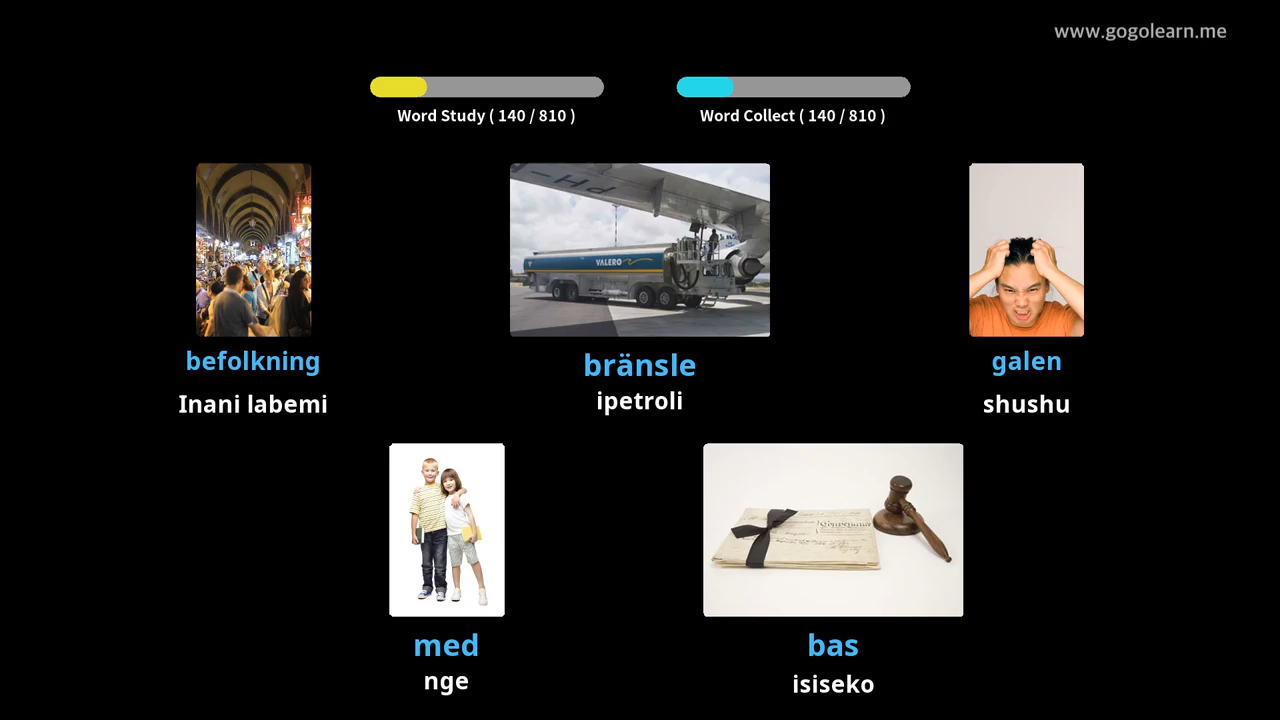 www.gogolearn.me
Word Study ( 140 / 810 )
Word Collect ( 140 / 810 )
VALERO
befolkning
Inani labemi
bränsle
ipetroli
galen
shushu
med
nge
bas
isiseko